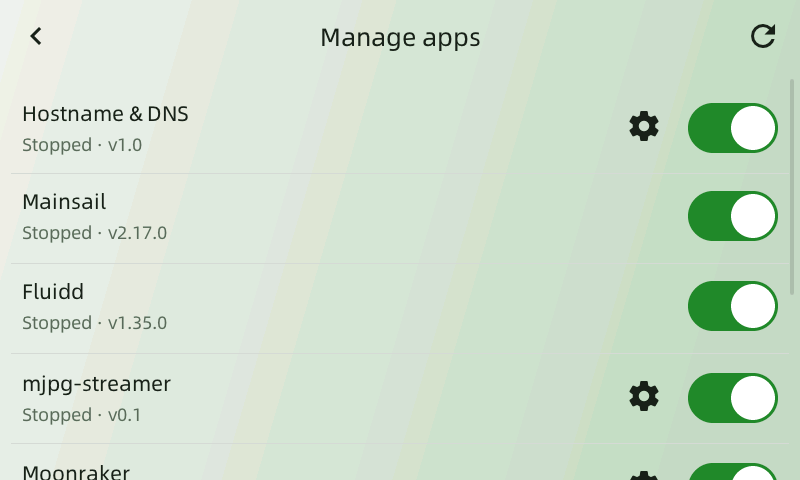 Manage apps
Hostname & DNS
Stopped · v1.0
Mainsail
Stopped · v2.17.0
Fluidd
Stopped · v1.35.0
mjpg-streamer
Stopped · v0.1
Moonraker